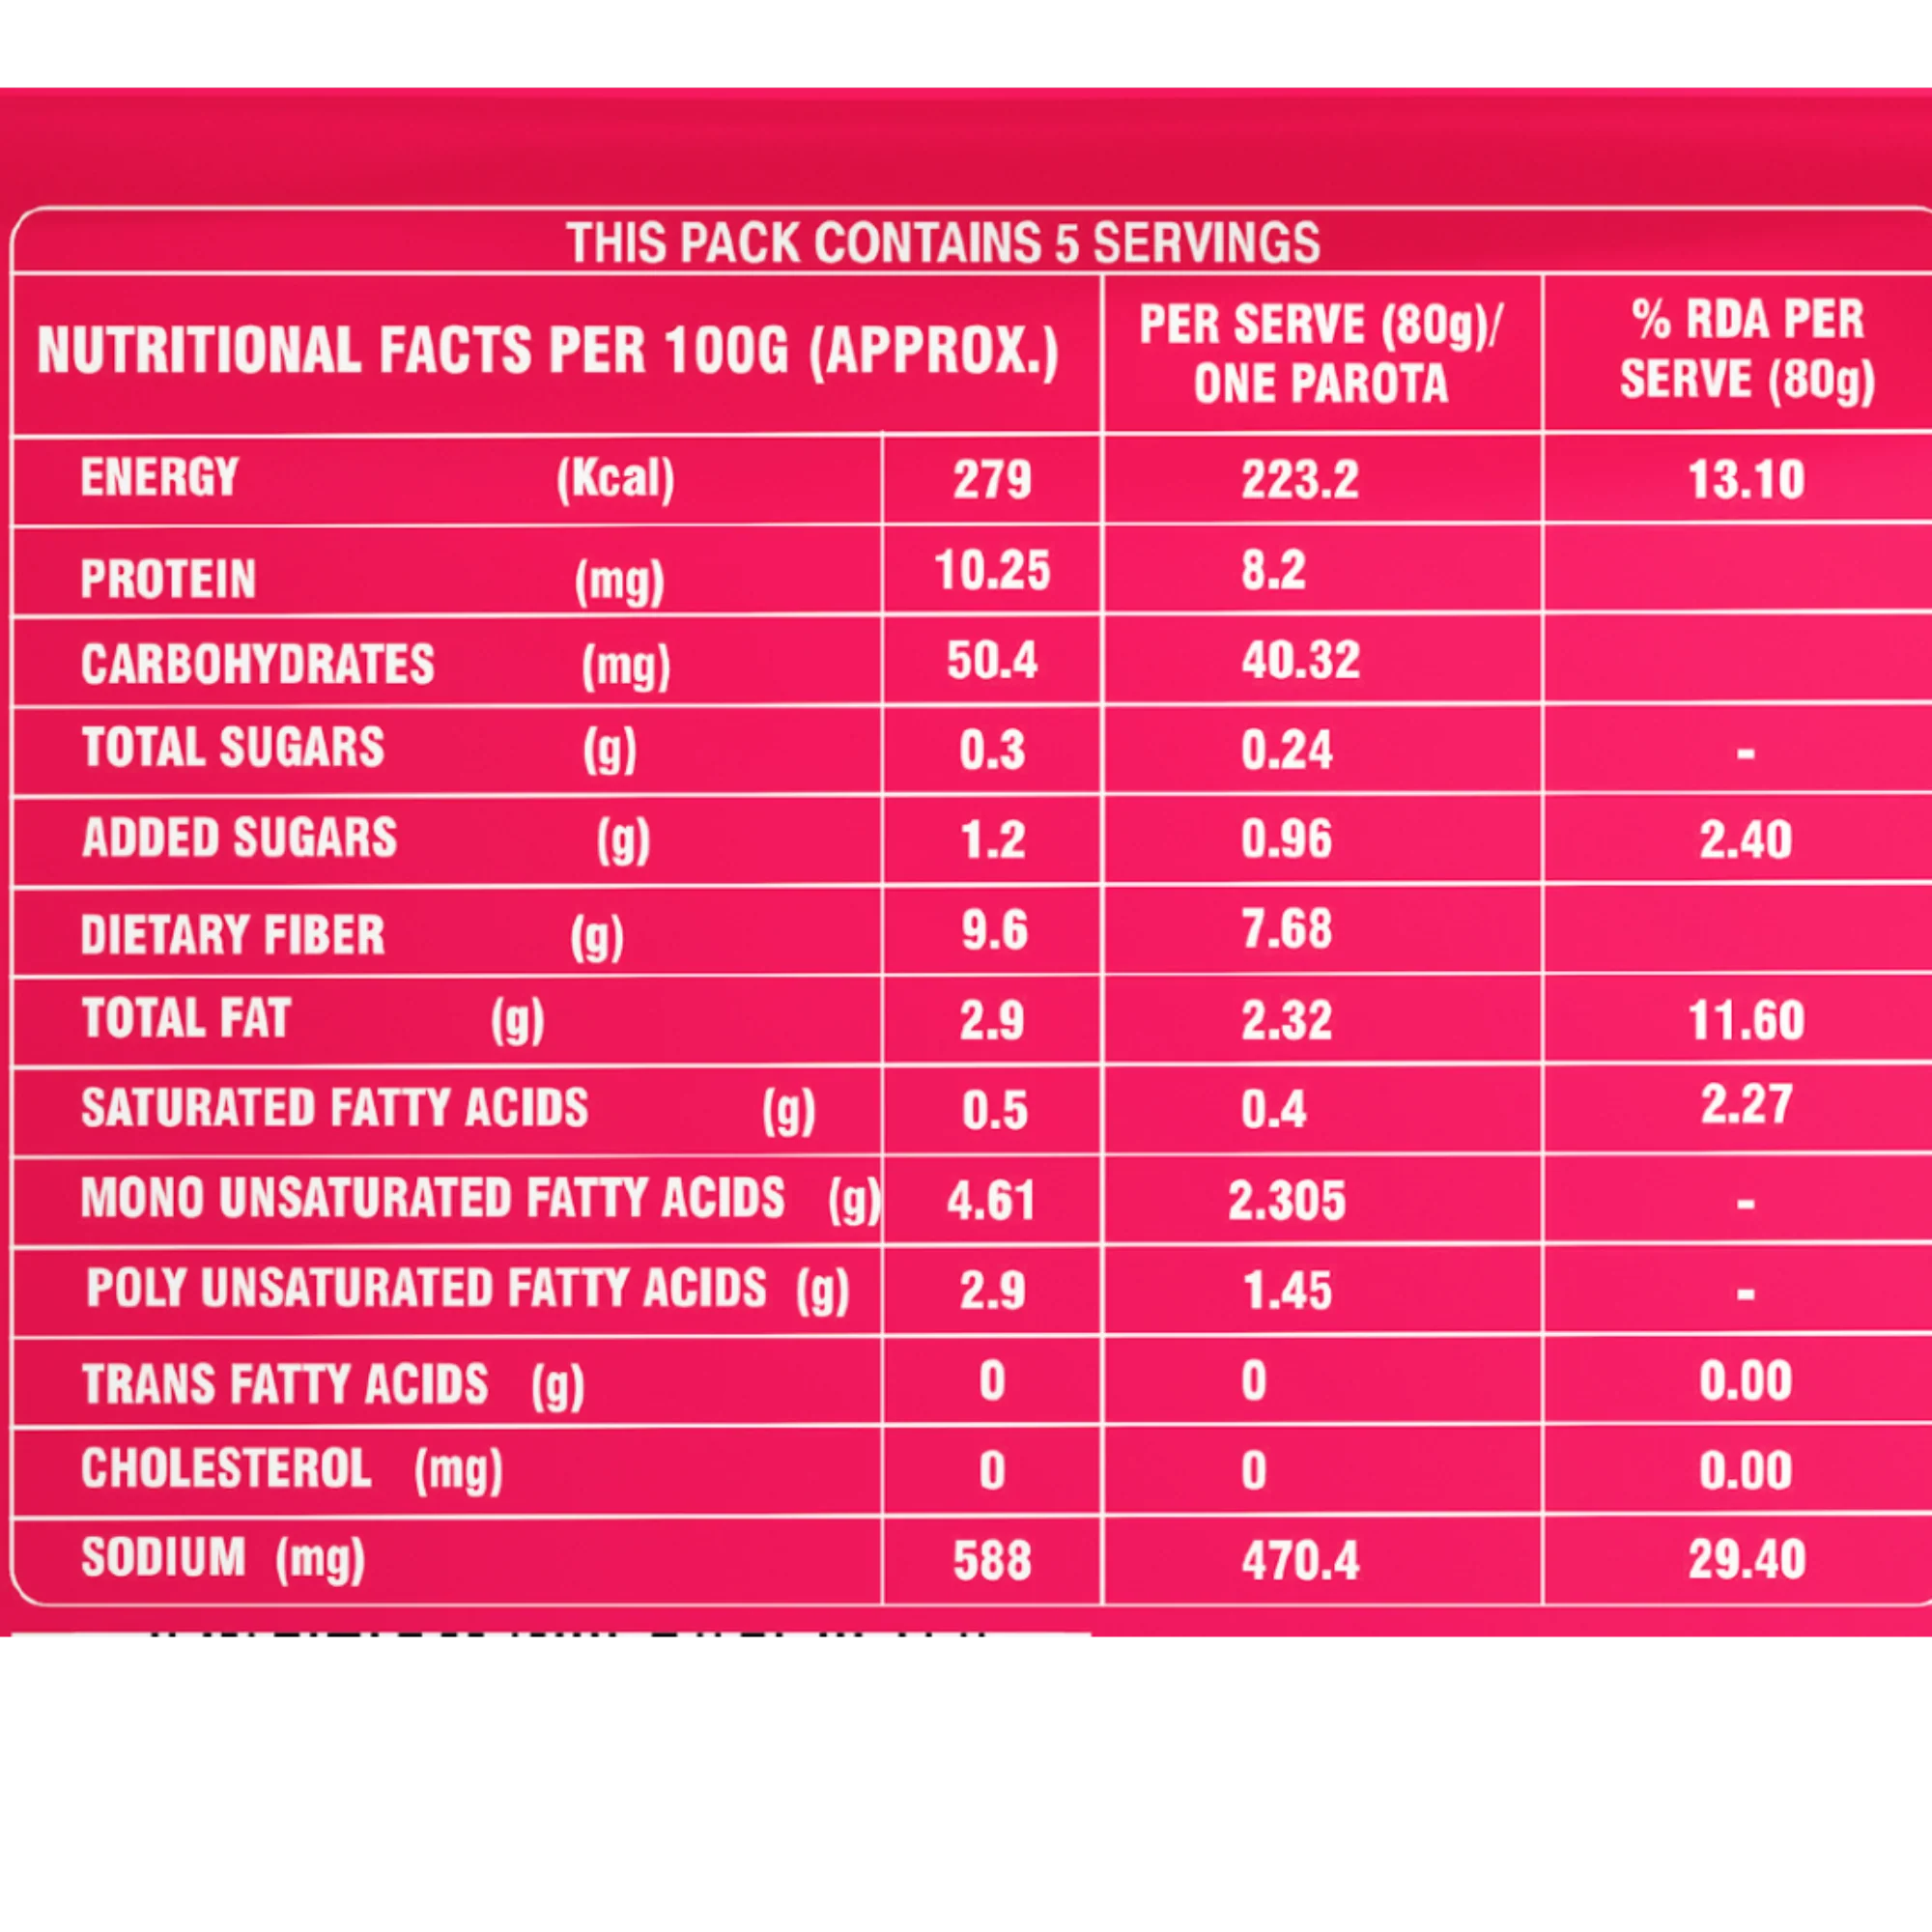 THIS PACK CONTAINS 5 SERVINGS
NUTRITIONAL FACTS PER 100G (APPROX.) PER SERVE (80g)/ ONE PAROTA % RDA PER SERVE (80g)
ENERGY (Kcal) 279 223.2 13.10
PROTEIN (mg) 10.25 8.2
CARBOHYDRATES (mg) 50.4 40.32
TOTAL SUGARS (g) 0.3 0.24 -
ADDED SUGARS (g) 1.2 0.96 2.40
DIETARY FIBER (g) 9.6 7.68
TOTAL FAT (g) 2.9 2.32 11.60
SATURATED FATTY ACIDS (g) 0.5 0.4 2.27
MONO UNSATURATED FATTY ACIDS (g) 4.61 2.305 -
POLY UNSATURATED FATTY ACIDS (g) 2.9 1.45 -
TRANS FATTY ACIDS (g) 0 0 0.00
CHOLESTEROL (mg) 0 0 0.00
SODIUM (mg) 588 470.4 29.40